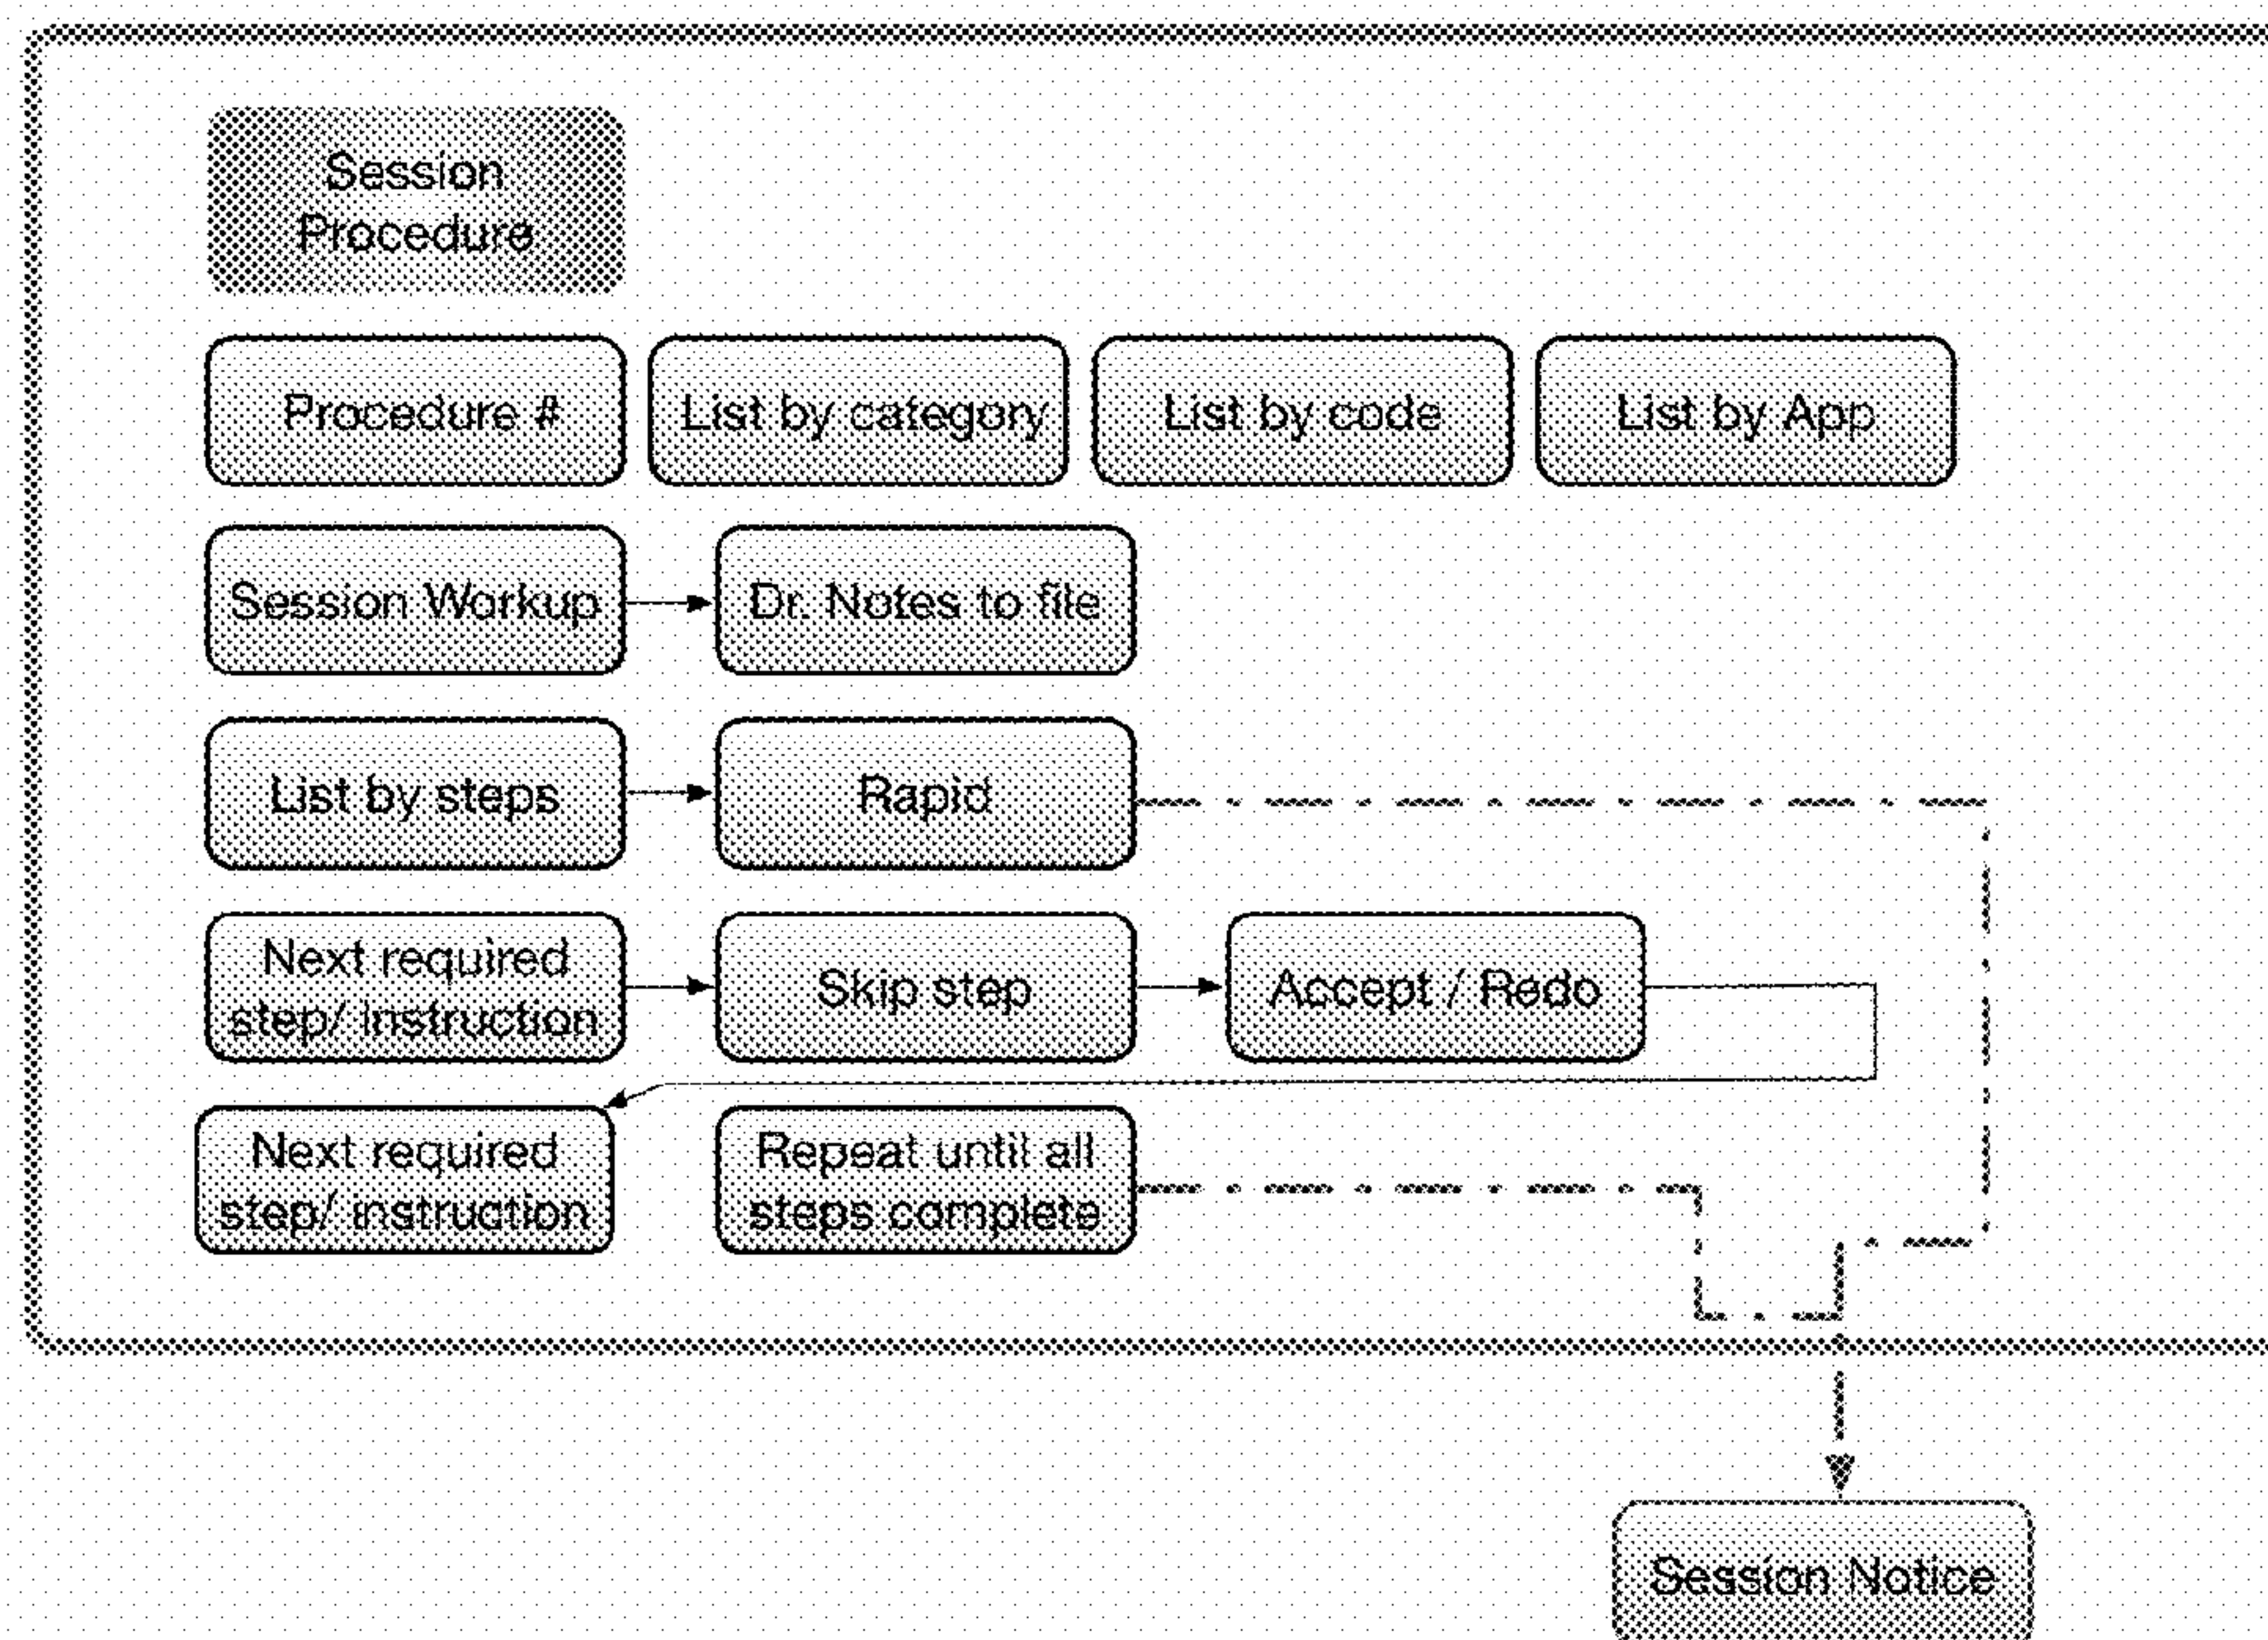 Session
Procedure
Procedure #
List by category
List by code
List by App
Session Workup
Dr. Notes to file
List by steps
Rapid
Next required
step/ instruction
Skip step
Accept / Redo
Next required
step/ instruction
Repeat until all
steps complete
Session Notice